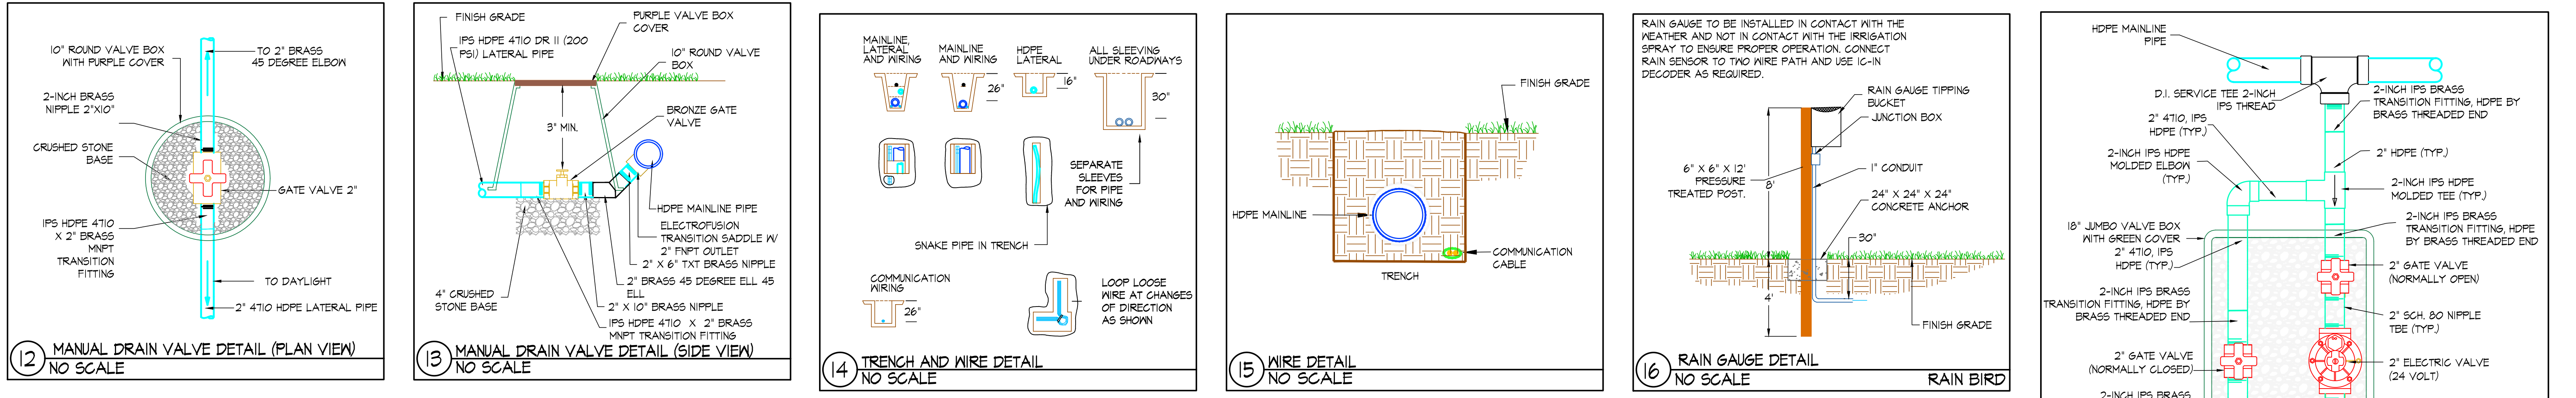 10" ROUND VALVE BOX
WITH PURPLE COVER
TO 2" BRASS
45 DEGREE ELBOW
2-INCH BRASS
NIPPLE 2"X10"
CRUSHED STONE
BASE
GATE VALVE 2"
IPS HDPE 4710
X 2" BRASS
MNPT
TRANSITION
FITTING
TO DAYLIGHT
2" 4710 HDPE LATERAL PIPE
12
MANUAL DRAIN VALVE DETAIL (PLAN VIEW)
NO SCALE
FINISH GRADE
PURPLE VALVE BOX
COVER
IPS HDPE 4710 DR 11 (200
PSI) LATERAL PIPE
10" ROUND VALVE
BOX
3" MIN.
BRONZE GATE
VALVE
HDPE MAINLINE PIPE
ELECTROFUSION
TRANSITION SADDLE W/
2" FNPT OUTLET
2" X 6" TXT BRASS NIPPLE
2" BRASS 45 DEGREE ELL 45
ELL
4" CRUSHED
STONE BASE
2" X 10" BRASS NIPPLE
IPS HDPE 4710 X 2" BRASS
MNPT TRANSITION FITTING
13
MANUAL DRAIN VALVE DETAIL (SIDE VIEW)
NO SCALE
MAINLINE,
LATERAL
AND WIRING
MAINLINE
AND WIRING
HDPE
LATERAL
ALL SLEEVING
UNDER ROADWAYS
26"
16"
30"
SEPARATE
SLEEVES
FOR PIPE
AND WIRING
SNAKE PIPE IN TRENCH
COMMUNICATION
WIRING
26"
LOOP LOOSE
WIRE AT CHANGES
OF DIRECTION
AS SHOWN
14
TRENCH AND WIRE DETAIL
NO SCALE
FINISH GRADE
HDPE MAINLINE
COMMUNICATION
CABLE
TRENCH
15
WIRE DETAIL
NO SCALE
RAIN GAUGE TO BE INSTALLED IN CONTACT WITH THE
WEATHER AND NOT IN CONTACT WITH THE IRRIGATION
SPRAY TO ENSURE PROPER OPERATION. CONNECT
RAIN SENSOR TO TWO WIRE PATH AND USE IC-IN
DECODER AS REQUIRED.
RAIN GAUGE TIPPING
BUCKET
JUNCTION BOX
6" X 6" X 12'
PRESSURE
TREATED POST.
8'
1" CONDUIT
24" X 24" X 24"
CONCRETE ANCHOR
30"
4'
FINISH GRADE
16
RAIN GAUGE DETAIL
NO SCALE
RAIN BIRD
HDPE MAINLINE
PIPE
D.I. SERVICE TEE 2-INCH
IPS THREAD
2-INCH IPS BRASS
TRANSITION FITTING, HDPE BY
BRASS THREADED END
2" 4710, IPS
HDPE (TYP.)
2-INCH IPS HDPE
MOLDED ELBOW
(TYP.)
2" HDPE (TYP.)
2-INCH IPS HDPE
MOLDED TEE (TYP.)
18" JUMBO VALVE BOX
WITH GREEN COVER
2-INCH IPS BRASS
TRANSITION FITTING, HDPE
BY BRASS THREADED END
2" 4710, IPS
HDPE (TYP.)
2" GATE VALVE
(NORMALLY OPEN)
2-INCH IPS BRASS
TRANSITION FITTING, HDPE BY
BRASS THREADED END
2" SCH. 80 NIPPLE
TBE (TYP.)
2" GATE VALVE
(NORMALLY CLOSED)
2" ELECTRIC VALVE
(24 VOLT)
2-INCH IPS BRASS